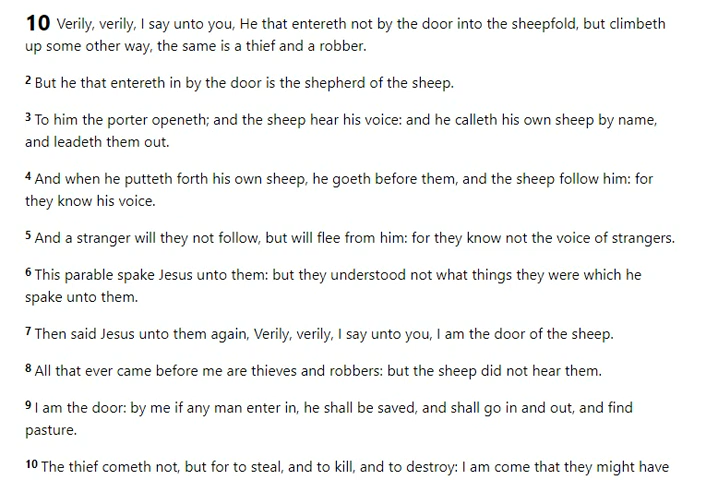 10 Verily, verily, I say unto you, He that entereth not by the door into the sheepfold, but climbeth
up some other way, the same is a thief and a robber.
2 But he that entereth in by the door is the shepherd of the sheep.
3 To him the porter openeth; and the sheep hear his voice: and he calleth his own sheep by name,
and leadeth them out.
4 And when he putteth forth his own sheep, he goeth before them, and the sheep follow him: for
they know his voice.
5 And a stranger will they not follow, but will flee from him: for they know not the voice of strangers.
6 This parable spake Jesus unto them: but they understood not what things they were which he
spake unto them.
7 Then said Jesus unto them again, Verily, verily, I say unto you, I am the door of the sheep.
8 All that ever came before me are thieves and robbers: but the sheep did not hear them.
9 I am the door: by me if any man enter in, he shall be saved, and shall go in and out, and find
pasture.
10 The thief cometh not, but for to steal, and to kill, and to destroy: I am come that they might have